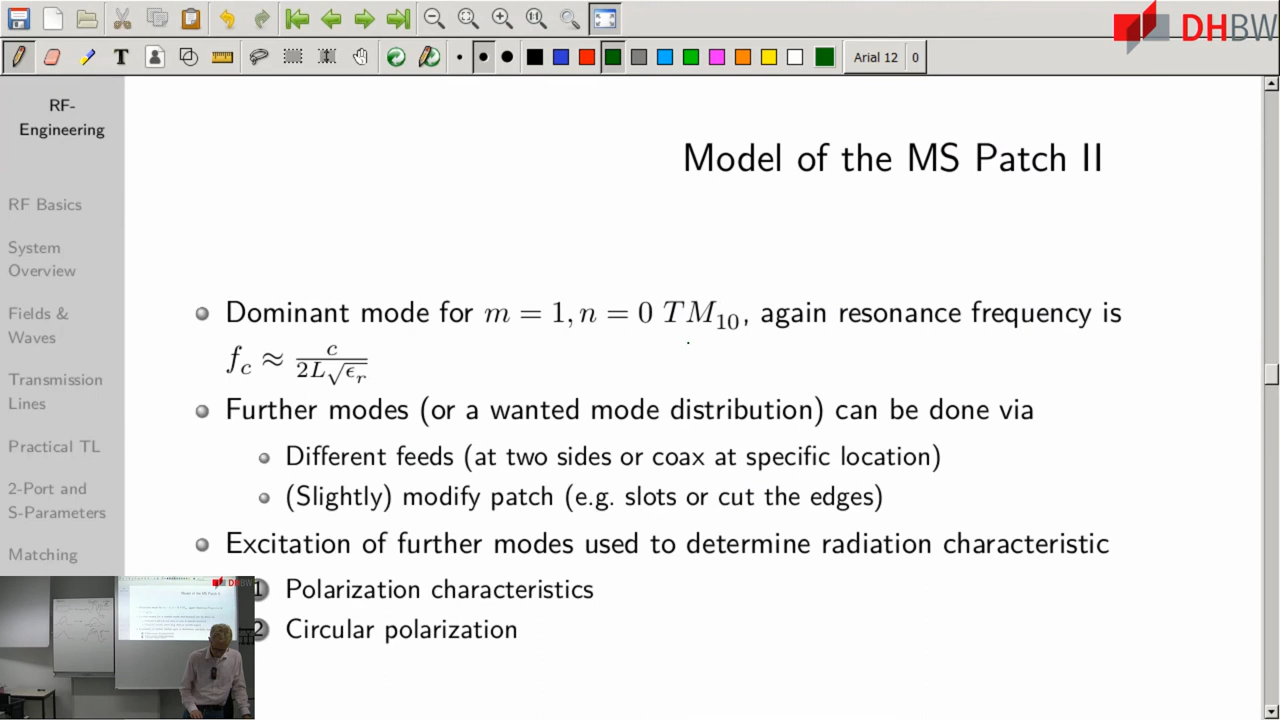 DHBW
Arial 12
0
RF-
Engineering
RF Basics
System
Overview
Fields &
Waves
Transmission
Lines
Practical TL
2-Port and
S-Parameters
Matching
Model of the MS Patch II
Dominant mode for m = 1, n = 0 TM₁₀, again resonance frequency is
f_c ≈ c / 2L√ϵ_r
Further modes (or a wanted mode distribution) can be done via
Different feeds (at two sides or coax at specific location)
(Slightly) modify patch (e.g. slots or cut the edges)
Excitation of further modes used to determine radiation characteristic
1 Polarization characteristics
2 Circular polarization